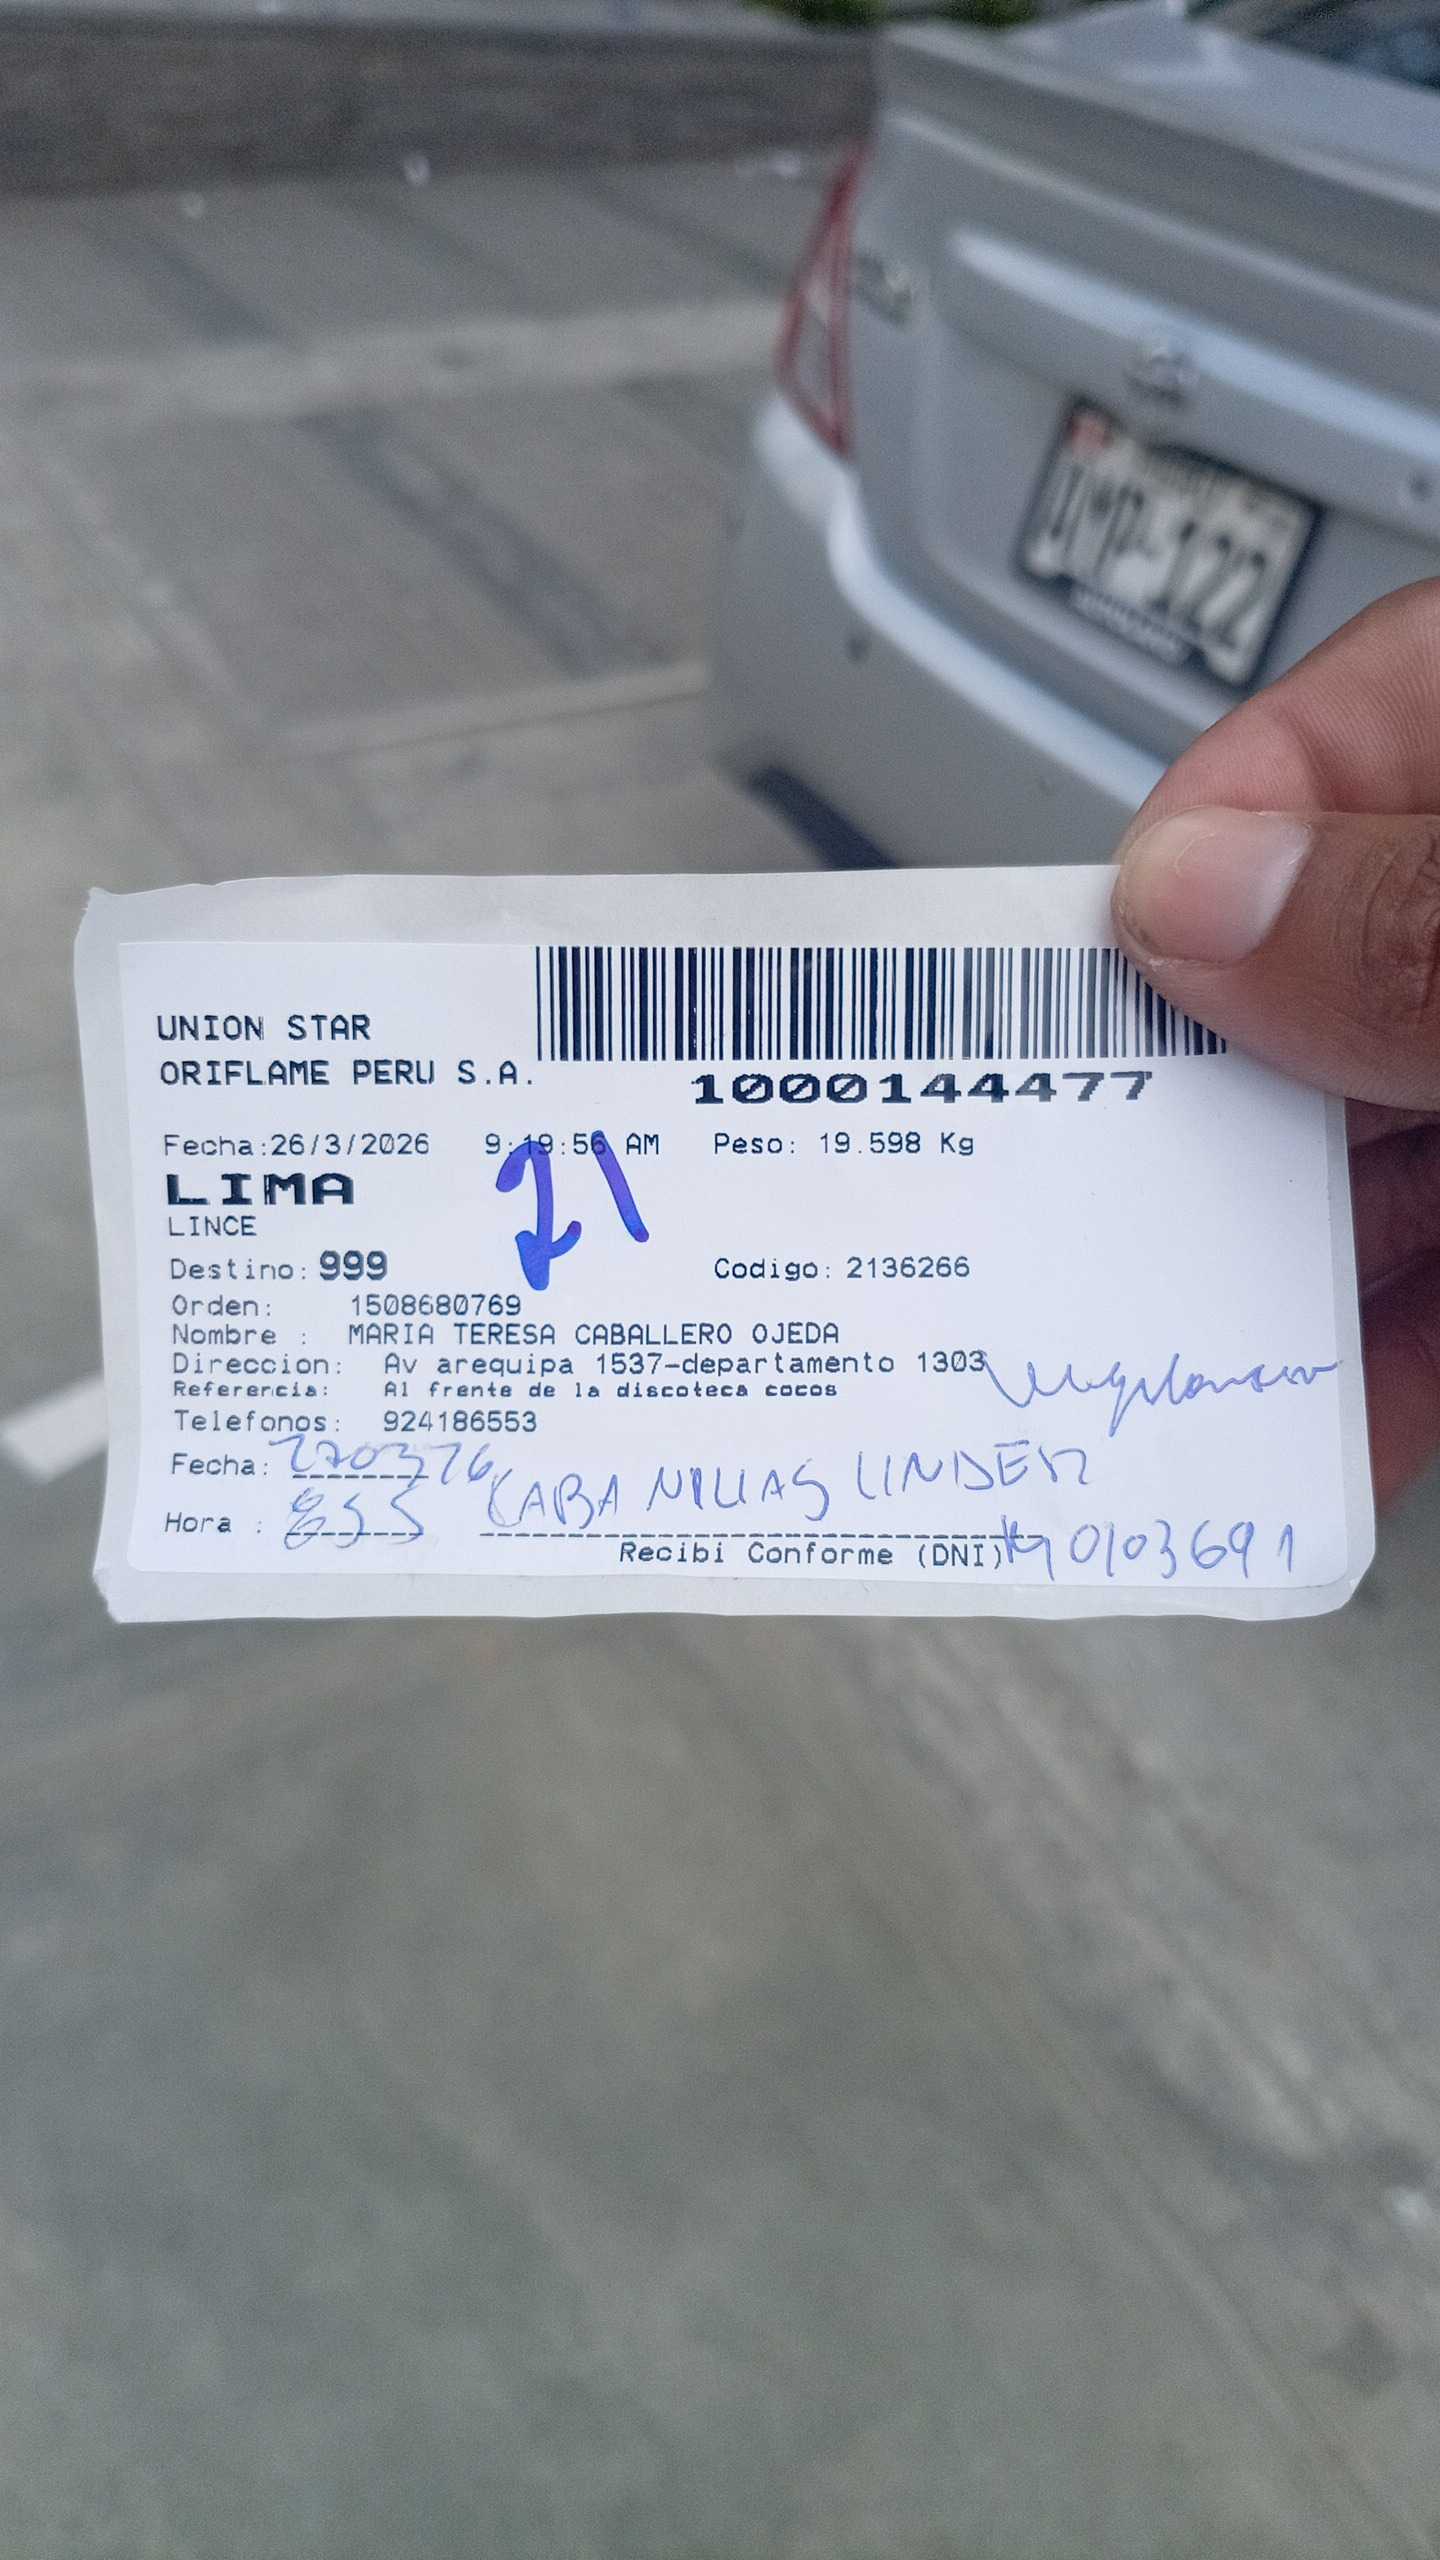 UNION STAR
ORIFLAME PERU S.A.
1000144477
Fecha:26/3/2026 9:19:56 AM Peso: 19.598 Kg
21
LIMA
LINCE
Destino: 999 Codigo: 2136266
Orden: 1508680769
Nombre : MARIA TERESA CABALLERO OJEDA
Direccion: Av arequipa 1537-departamento 1303
Referencia: Al frente de la discoteca cocos
Telefonos: 924186553
Fecha: 270326
CABANILLAS LINDER
Hora : 855
Recibi Conforme (DNI) 0103691